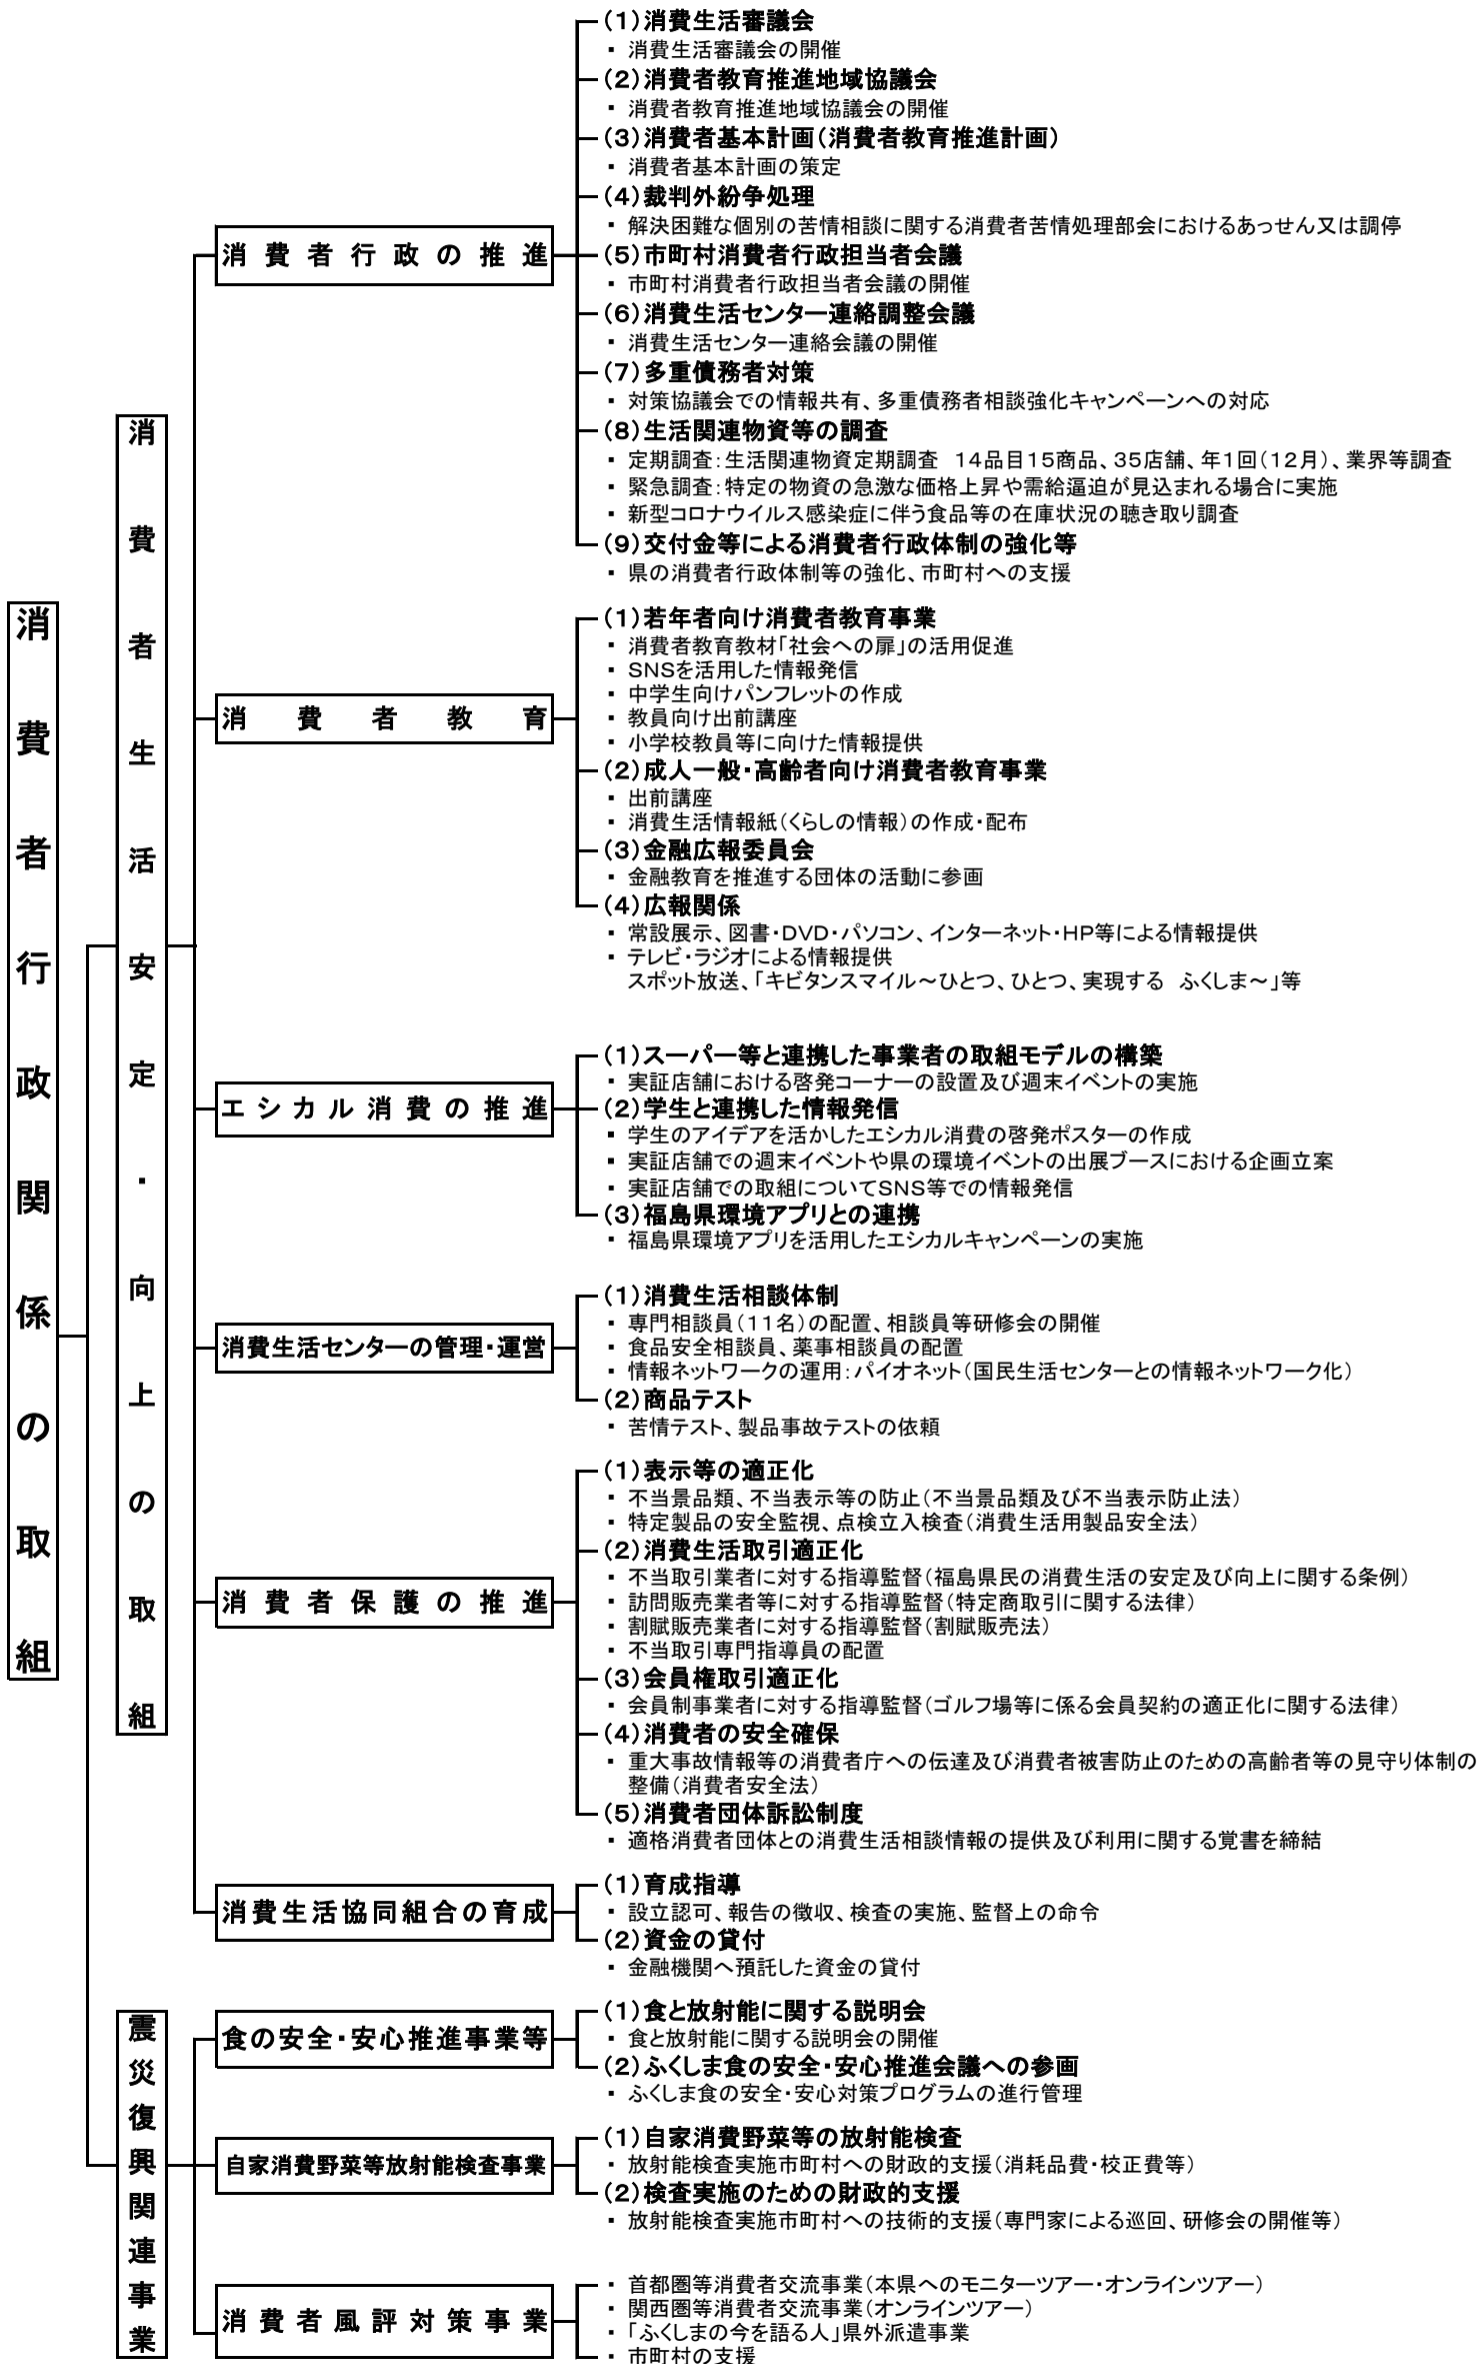 消費者行政関係の取組
消費者生活安定・向上の取組
消費者行政の推進
(1)消費生活審議会
・ 消費生活審議会の開催
(2)消費者教育推進地域協議会
・ 消費者教育推進地域協議会の開催
(3)消費者基本計画(消費者教育推進計画)
・ 消費者基本計画の策定
(4)裁判外紛争処理
・ 解決困難な個別の苦情相談に関する消費者苦情処理部会におけるあっせん又は調停
(5)市町村消費者行政担当者会議
・ 市町村消費者行政担当者会議の開催
(6)消費生活センター連絡調整会議
・ 消費生活センター連絡会議の開催
(7)多重債務者対策
・ 対策協議会での情報共有、多重債務者相談強化キャンペーンへの対応
(8)生活関連物資等の調査
・ 定期調査:生活関連物資定期調査 14品目15商品、35店舗、年1回(12月)、業界等調査
・ 緊急調査:特定の物資の急激な価格上昇や需給逼迫が見込まれる場合に実施
・ 新型コロナウイルス感染症に伴う食品等の在庫状況の聴き取り調査
(9)交付金等による消費者行政体制の強化等
・ 県の消費者行政体制等の強化、市町村への支援
消費者教育
(1)若年者向け消費者教育事業
・ 消費者教育教材「社会への扉」の活用促進
・ SNSを活用した情報発信
・ 中学生向けパンフレットの作成
・ 教員向け出前講座
・ 小学校教員等に向けた情報提供
(2)成人一般・高齢者向け消費者教育事業
・ 出前講座
・ 消費生活情報紙(くらしの情報)の作成・配布
(3)金融広報委員会
・ 金融教育を推進する団体の活動に参画
(4)広報関係
・ 常設展示、図書・DVD・パソコン、インターネット・HP等による情報提供
・ テレビ・ラジオによる情報提供
スポット放送、「キビタンスマイル~ひとつ、ひとつ、実現する ふくしま~」等
エシカル消費の推進
(1)スーパー等と連携した事業者の取組モデルの構築
・ 実証店舗における啓発コーナーの設置及び週末イベントの実施
(2)学生と連携した情報発信
・ 学生のアイデアを活かしたエシカル消費の啓発ポスターの作成
・ 実証店舗での週末イベントや県の環境イベントの出展ブースにおける企画立案
・ 実証店舗での取組についてSNS等での情報発信
(3)福島県環境アプリとの連携
・ 福島県環境アプリを活用したエシカルキャンペーンの実施
消費生活センターの管理・運営
(1)消費生活相談体制
・ 専門相談員(11名)の配置、相談員等研修会の開催
・ 食品安全相談員、薬事相談員の配置
・ 情報ネットワークの運用:パイオネット(国民生活センターとの情報ネットワーク化)
(2)商品テスト
・ 苦情テスト、製品事故テストの依頼
消費者保護の推進
(1)表示等の適正化
・ 不当景品類、不当表示等の防止(不当景品類及び不当表示防止法)
・ 特定製品の安全監視、点検立入検査(消費生活用製品安全法)
(2)消費生活取引適正化
・ 不当取引業者に対する指導監督(福島県民の消費生活の安定及び向上に関する条例)
・ 訪問販売業者等に対する指導監督(特定商取引に関する法律)
・ 割賦販売業者に対する指導監督(割賦販売法)
・ 不当取引専門指導員の配置
(3)会員権取引適正化
・ 会員制事業者に対する指導監督(ゴルフ場等に係る会員契約の適正化に関する法律)
(4)消費者の安全確保
・ 重大事故情報等の消費者庁への伝達及び消費者被害防止のための高齢者等の見守り体制の
整備(消費者安全法)
(5)消費者団体訴訟制度
・ 適格消費者団体との消費生活相談情報の提供及び利用に関する覚書を締結
消費生活協同組合の育成
(1)育成指導
・ 設立認可、報告の徴収、検査の実施、監督上の命令
(2)資金の貸付
・ 金融機関へ預託した資金の貸付
震災復興関連事業
食の安全・安心推進事業等
(1)食と放射能に関する説明会
・ 食と放射能に関する説明会の開催
(2)ふくしま食の安全・安心推進会議への参画
・ ふくしま食の安全・安心対策プログラムの進行管理
自家消費野菜等放射能検査事業
(1)自家消費野菜等の放射能検査
・ 放射能検査実施市町村への財政的支援(消耗品費・校正費等)
(2)検査実施のための財政的支援
・ 放射能検査実施市町村への技術的支援(専門家による巡回、研修会の開催等)
消費者風評対策事業
・ 首都圏等消費者交流事業(本県へのモニターツアー・オンラインツアー)
・ 関西圏等消費者交流事業(オンラインツアー)
・ 「ふくしまの今を語る人」県外派遣事業
・ 市町村の支援